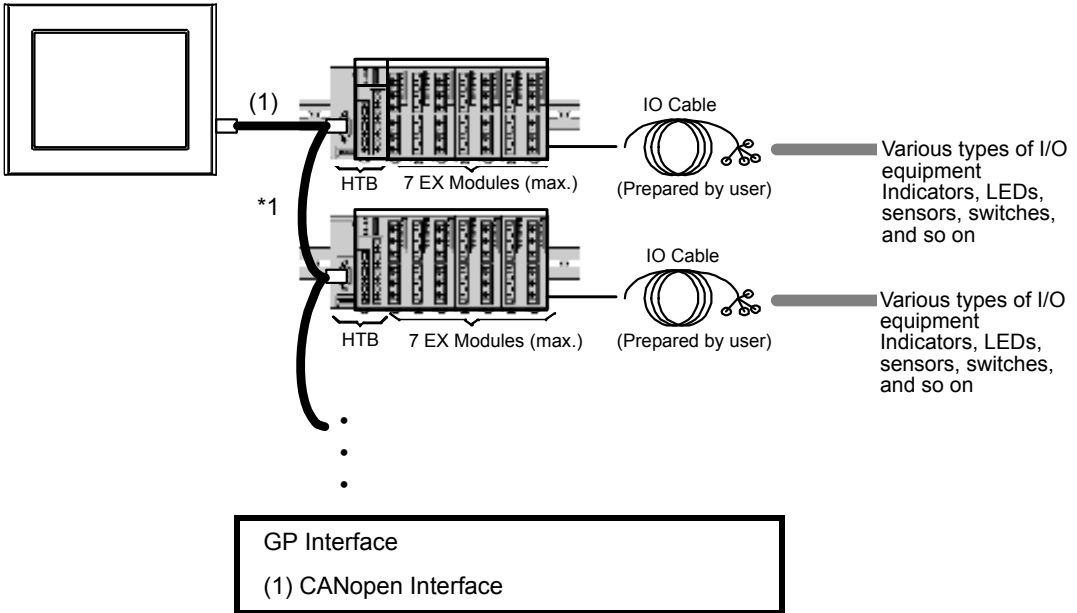 (1)
IO Cable
HTB
7 EX Modules (max.)
(Prepared by user)
Various types of I/O
equipment
Indicators, LEDs,
sensors, switches,
and so on
*1
IO Cable
HTB
7 EX Modules (max.)
(Prepared by user)
Various types of I/O
equipment
Indicators, LEDs,
sensors, switches,
and so on
GP Interface
(1) CANopen Interface